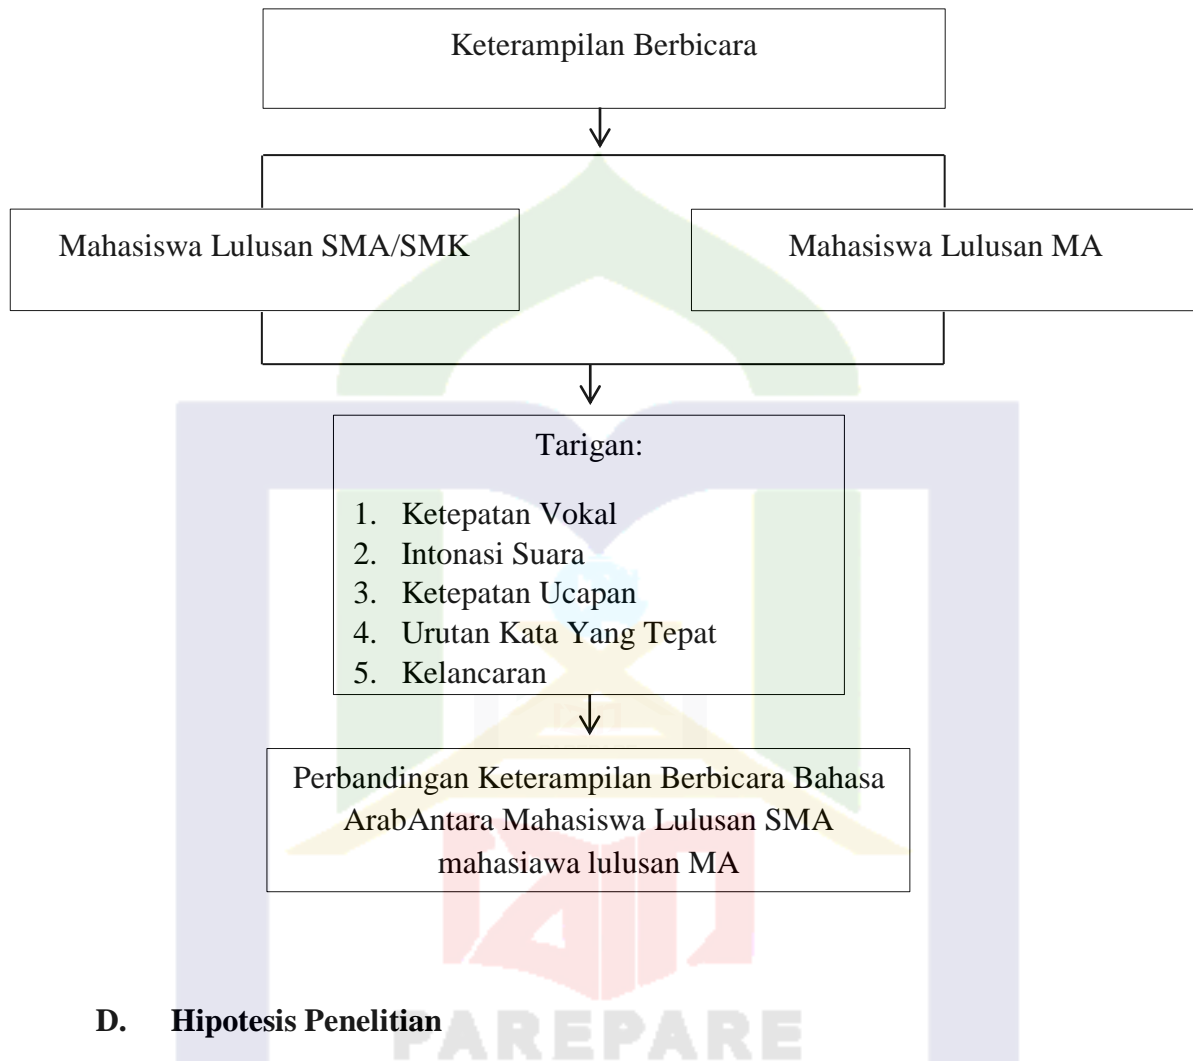 Keterampilan Berbicara
Mahasiswa Lulusan SMA/SMK
Mahasiswa Lulusan MA
Tarigan:
1. Ketepatan Vokal
2. Intonasi Suara
3. Ketepatan Ucapan
4. Urutan Kata Yang Tepat
5. Kelancaran
Perbandingan Keterampilan Berbicara Bahasa
ArabAntara Mahasiswa Lulusan SMA
mahasiawa lulusan MA
D. Hipotesis Penelitian
PAREPARE